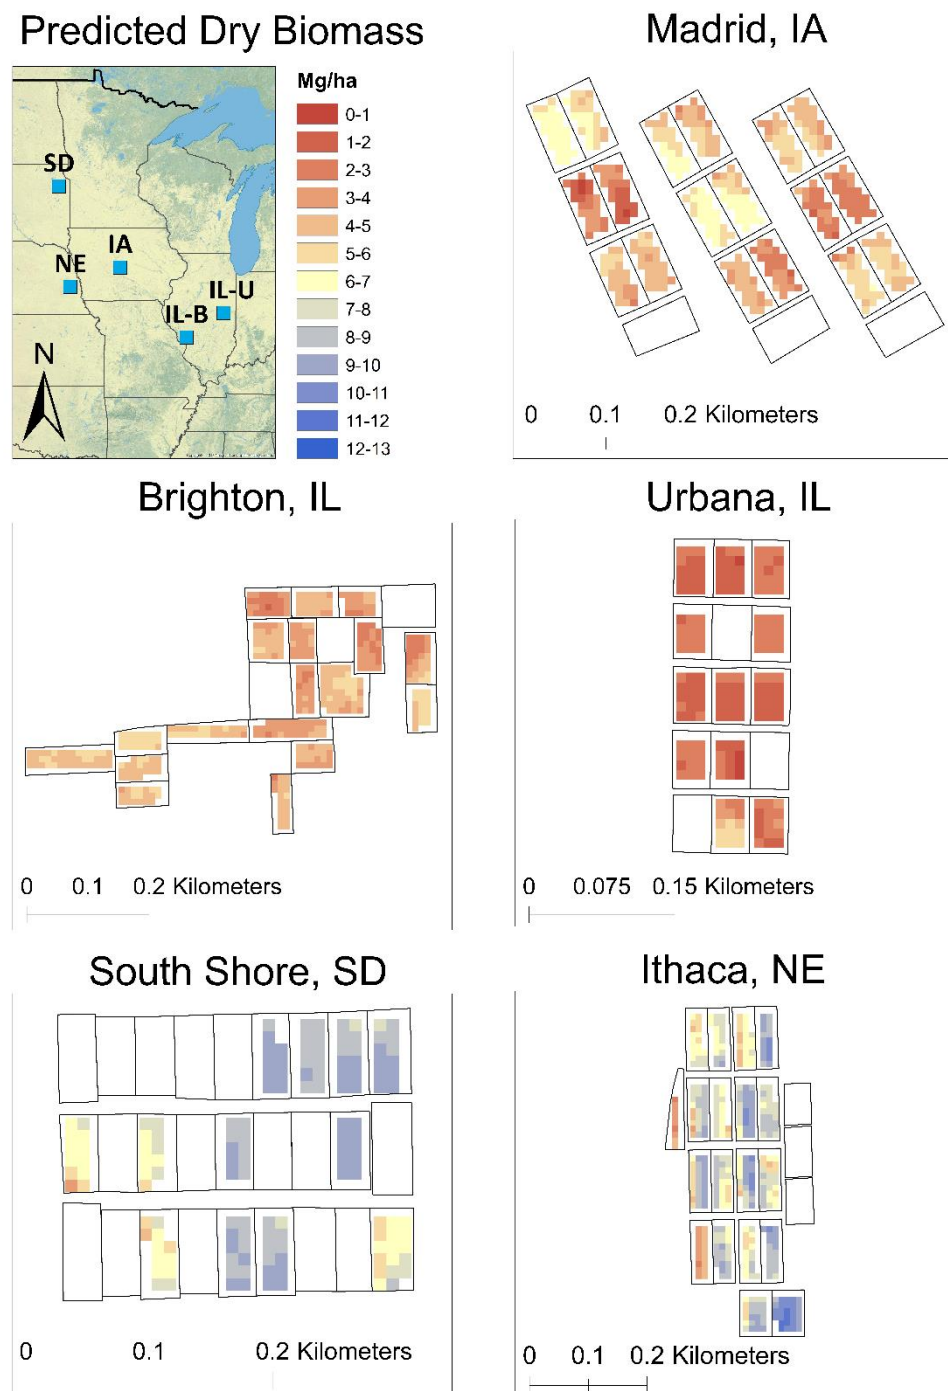 Predicted Dry Biomass
Mg/ha
0-1
1-2
2-3
3-4
4-5
5-6
6-7
7-8
8-9
9-10
10-11
11-12
12-13
SD
IA
NE
IL-U
IL-B
N
Madrid, IA
0 0.1 0.2 Kilometers
Brighton, IL
0 0.1 0.2 Kilometers
Urbana, IL
0 0.075 0.15 Kilometers
South Shore, SD
0 0.1 0.2 Kilometers
Ithaca, NE
0 0.1 0.2 Kilometers